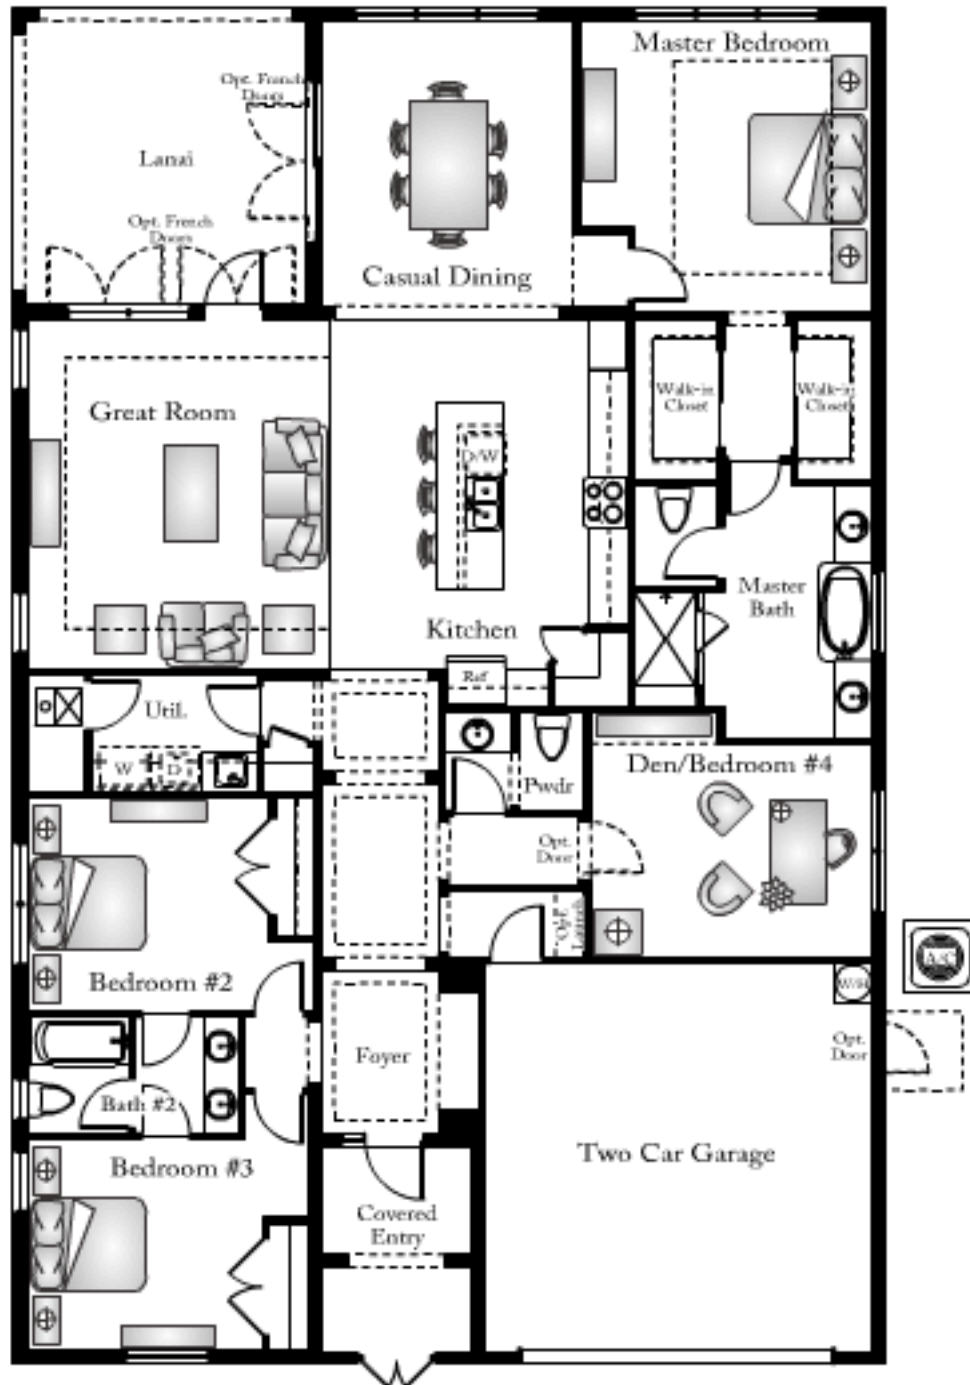 Master Bedroom
Opt. French
Doors
Lanai
Opt. French
Doors
Casual Dining
Great Room
Walk-in
Closet
Walk-in
Closet
D/W
Master
Bath
Kitchen
Ref
Util.
W
D
Pwdr
Den/Bedroom #4
Opt.
Door
Opt.
Bedroom #2
A/C
W/H
Foyer
Opt.
Door
Bath #2
Bedroom #3
Two Car Garage
Covered
Entry